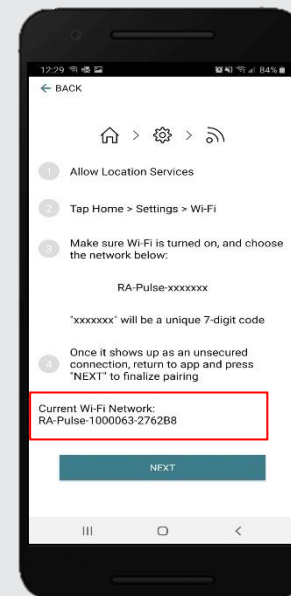 12:29 84%
← BACK
> >
1 Allow Location Services
2 Tap Home > Settings > Wi-Fi
3 Make sure Wi-Fi is turned on, and choose
the network below:
RA-Pulse-xxxxxxx
"xxxxxxx" will be a unique 7-digit code
4 Once it shows up as an unsecured
connection, return to app and press
"NEXT" to finalize pairing
Current Wi-Fi Network:
RA-Pulse-1000063-2762B8
NEXT